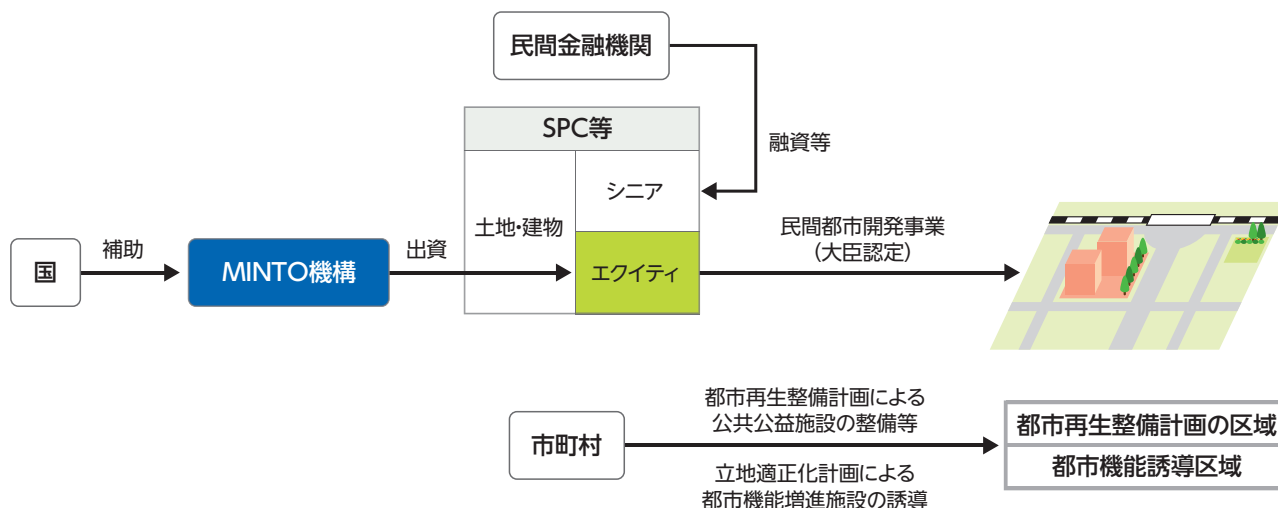 民間金融機関
SPC等
融資等
シニア
土地・建物
民間都市開発事業
(大臣認定)
国
補助
MINTO機構
出資
エクイティ
都市再生整備計画による
公共公益施設の整備等
市町村
都市再生整備計画の区域
都市機能誘導区域
立地適正化計画による
都市機能増進施設の誘導